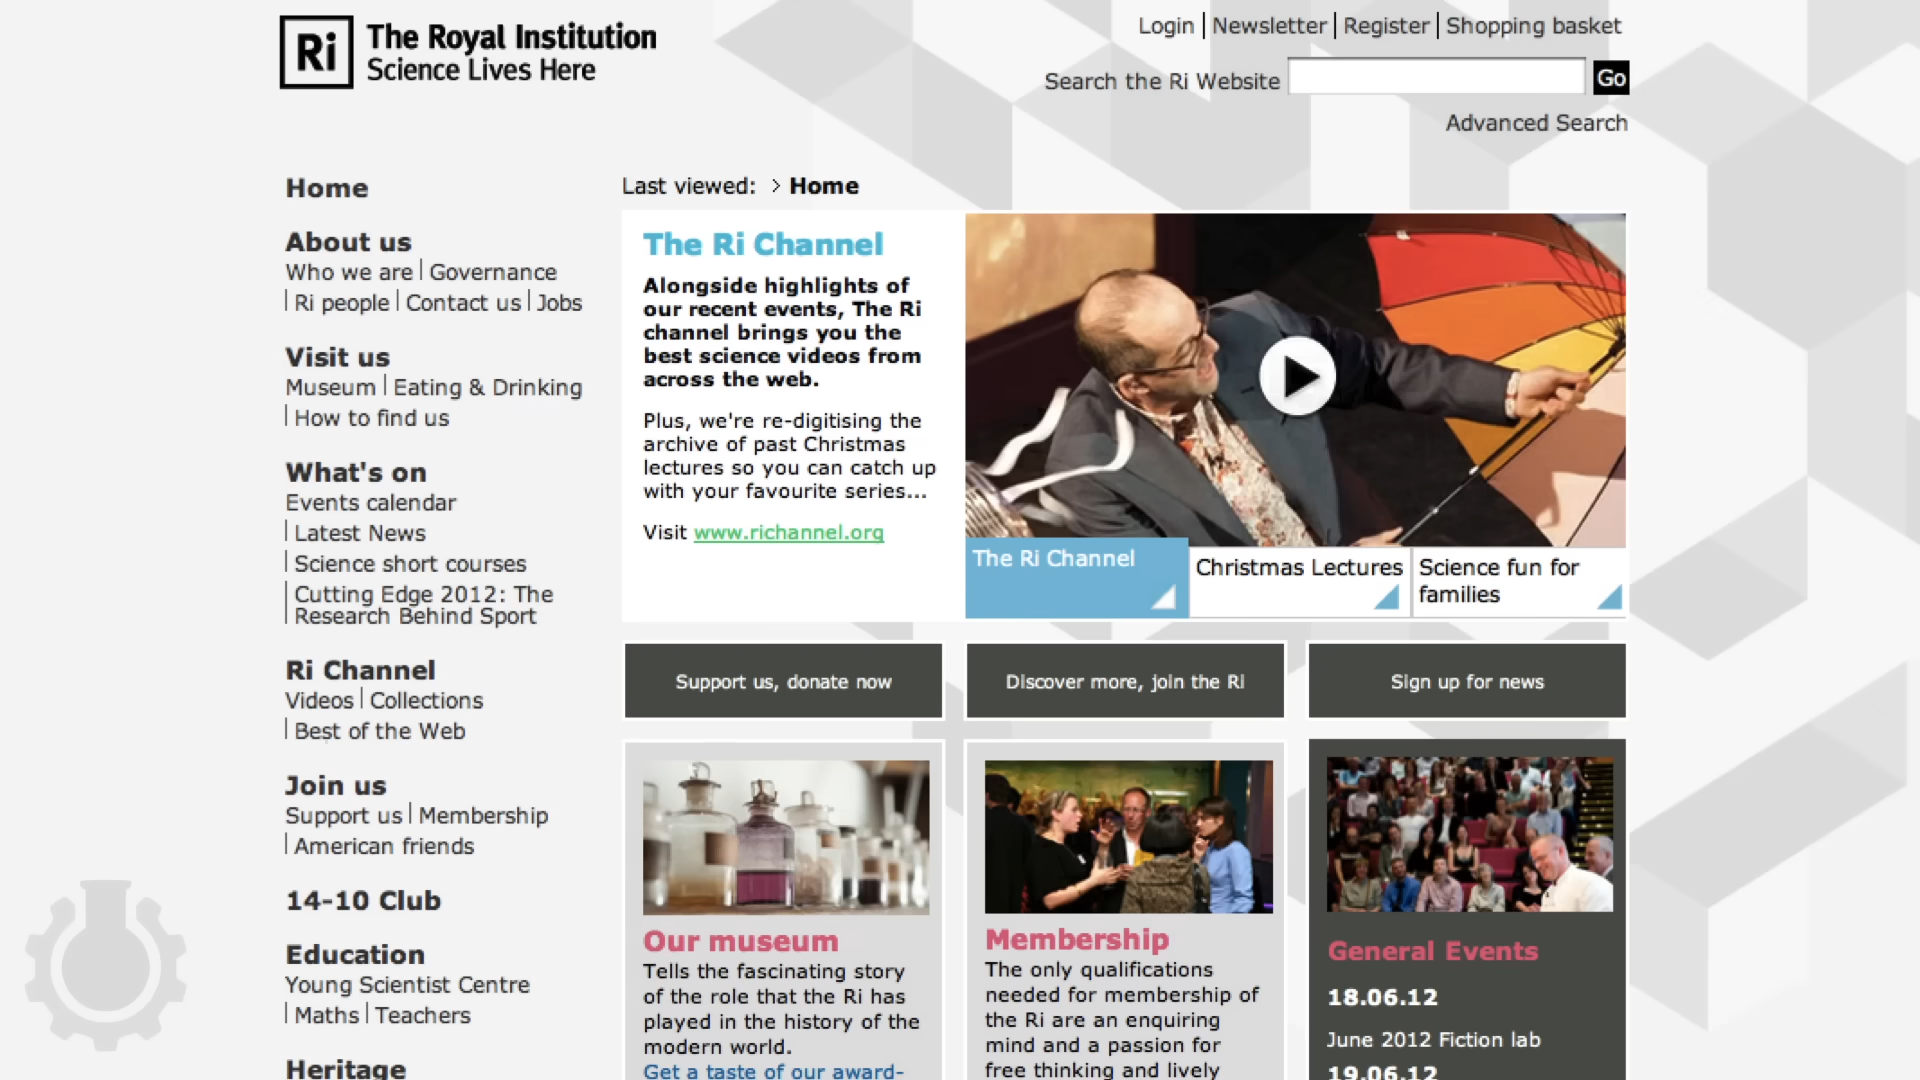 Ri
The Royal Institution
Science Lives Here
Login | Newsletter | Register | Shopping basket
Search the Ri Website
Go
Advanced Search
Home
About us
Who we are | Governance
| Ri people | Contact us | Jobs
Visit us
Museum | Eating & Drinking
| How to find us
What's on
Events calendar
| Latest News
| Science short courses
| Cutting Edge 2012: The
Research Behind Sport
Ri Channel
Videos | Collections
| Best of the Web
Join us
Support us | Membership
| American friends
14-10 Club
Education
Young Scientist Centre
| Maths | Teachers
Heritage
Last viewed: > Home
The Ri Channel
Alongside highlights of
our recent events, The Ri
channel brings you the
best science videos from
across the web.
Plus, we're re-digitising the
archive of past Christmas
lectures so you can catch up
with your favourite series...
Visit www.richannel.org
The Ri Channel
Christmas Lectures
Science fun for
families
Support us, donate now
Discover more, join the Ri
Sign up for news
Our museum
Tells the fascinating story
of the role that the Ri has
played in the history of the
modern world.
Get a taste of our award-
Membership
The only qualifications
needed for membership of
the Ri are an enquiring
mind and a passion for
free thinking and lively
General Events
18.06.12
June 2012 Fiction lab
19.06.12